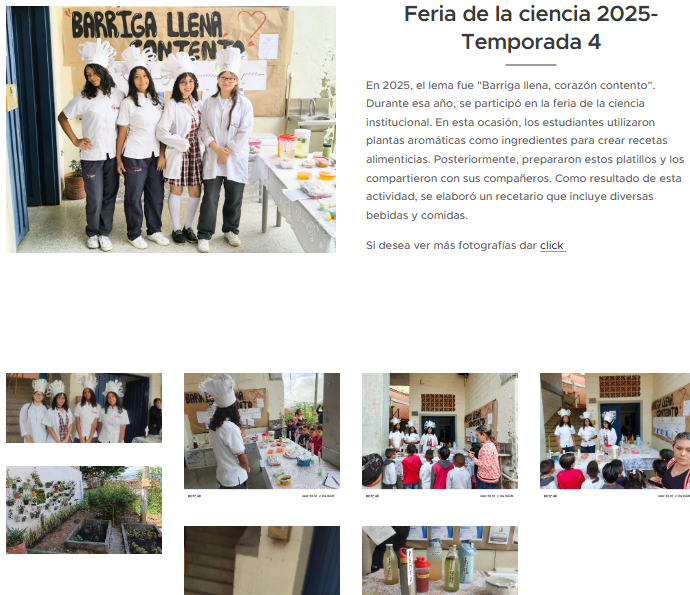 BARRIGA LLENA
CONTENTO
Feria de la ciencia 2025-
Temporada 4
En 2025, el lema fue "Barriga llena, corazón contento".
Durante esa año, se participó en la feria de la ciencia
institucional. En esta ocasión, los estudiantes utilizaron
plantas aromáticas como ingredientes para crear recetas
alimenticias. Posteriormente, prepararon estos platillos y los
compartieron con sus compañeros. Como resultado de esta
actividad, se elaboró un recetario que incluye diversas
bebidas y comidas.
Si desea ver más fotografías dar click